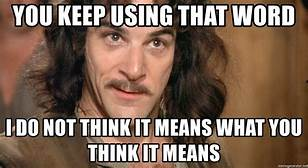 YOU KEEP USING THAT WORD
I DO NOT THINK IT MEANS WHAT YOU
THINK IT MEANS